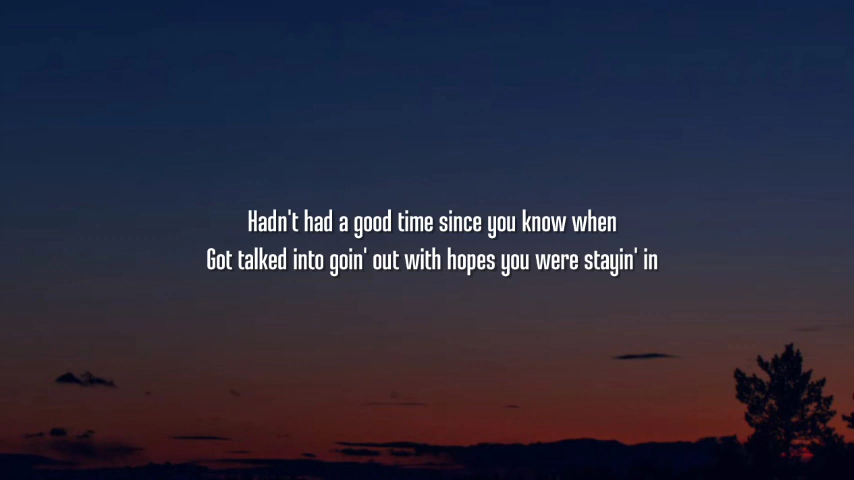 Hadn't had a good time since you know when
Got talked into goin' out with hopes you were stayin' in